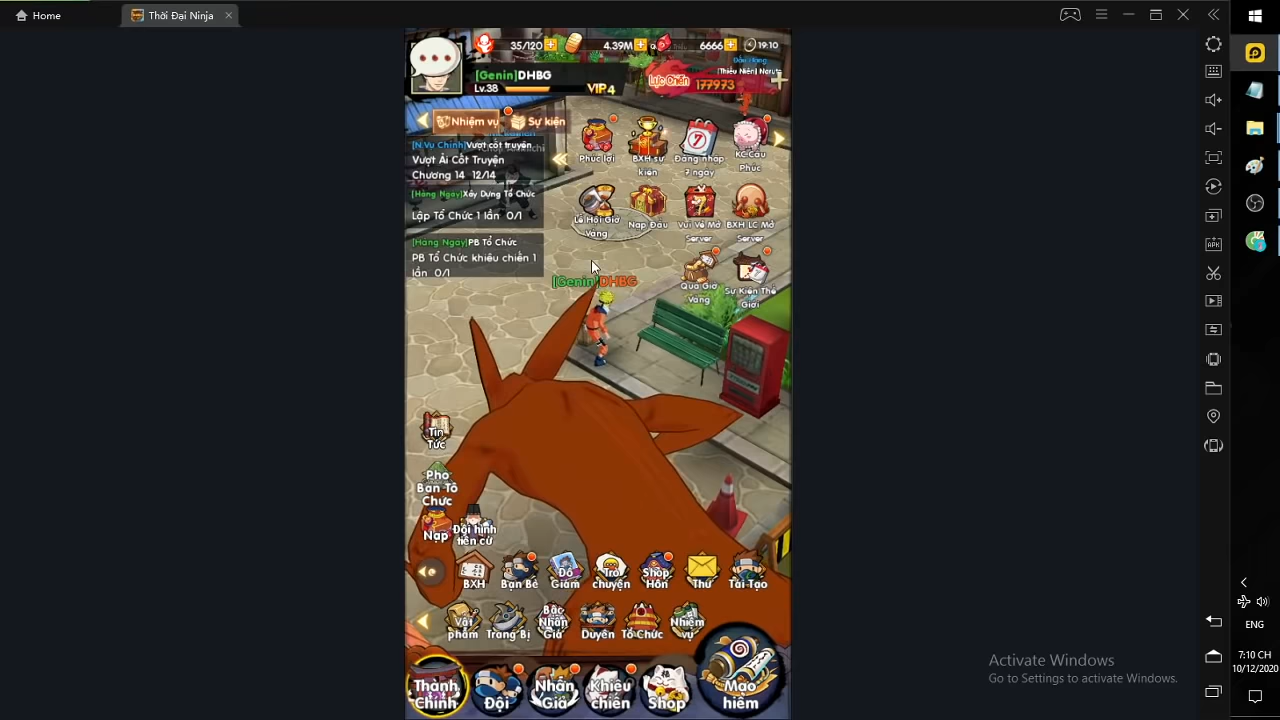 Home
Thời Đại Ninja
35/120
4.39M
6666
19:10
[Genin]DHBG
Lv.38
VIP4
Lực Chiến
177973
[Thiếu Niên] Naruto
Nhiệm vụ
Sự kiện
[N.Vụ Chính]Vượt cốt truyện
Vượt Ải Cốt Truyện
Chương 14 12/14
[Hàng Ngày]Xây Dựng Tổ Chức
Lập Tổ Chức 1 lần 0/1
[Hàng Ngày]PB Tổ Chức
PB Tổ Chức khiêu chiến 1
lần 0/1
Phúc lợi
BXH sự
kiện
Đăng nhập
7 ngày
KC Cầu
Phúc
Lễ Hội Giờ
Vàng
Nạp Đầu
Vui Vẻ Mở
Server
BXH LC Mở
Server
Quà Giờ
Vàng
Sự Kiện Thế
Giới
[Genin]DHBG
Tin
Tức
Phó
Bản Tổ
Chức
Nạp
Đội hình
tiến cử
BXH
Bạn Bè
Đồ
Giám
Trò
chuyện
Shop
Hồn
Thư
Tái Tạo
Vật
phẩm
Trang Bị
Bậc
Nhẫn
Giả
Duyên
Tổ Chức
Nhiệm
vụ
Thành
Chính
Đội
Nhẫn
Giả
Khiêu
chiến
Shop
Mạo
hiểm
Activate Windows
Go to Settings to activate Windows.
ENG
7:10 CH
10/12/2020